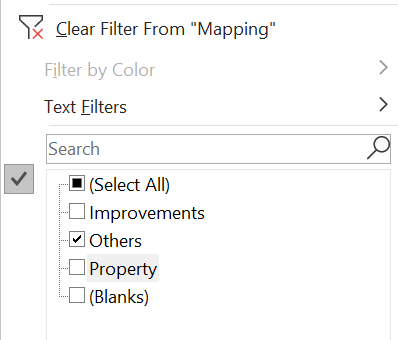 Clear Filter From "Mapping"
Filter by Color
Text Filters
Search
(Select All)
Improvements
Others
Property
(Blanks)